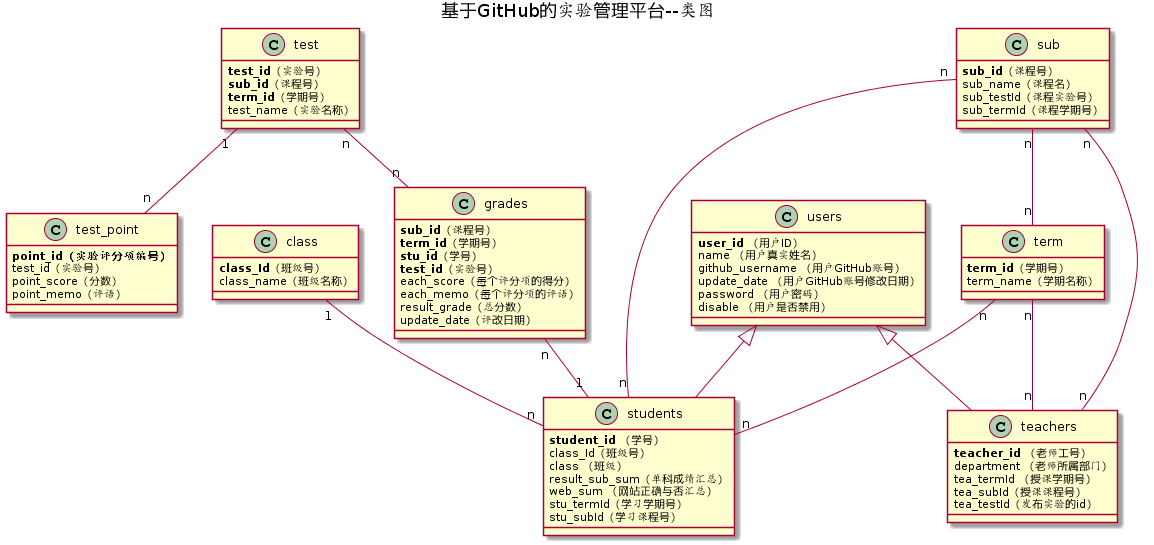 基于GitHub的实验管理平台--类图
C test
test_id（实验号）
sub_id（课程号）
term_id（学期号）
test_name（实验名称）
C sub
sub_id（课程号）
sub_name（课程名）
sub_testId（课程实验号）
sub_termId（课程学期号）
n
1
n
n
n
n
n
n
n
C test_point
point_id（实验评分项编号）
test_id（实验号）
point_score（分数）
point_memo（评语）
C class
class_Id（班级号）
class_name（班级名称）
C grades
sub_id（课程号）
term_id（学期号）
stu_id（学号）
test_id（实验号）
each_score（每个评分项的得分）
each_memo（每个评分项的评语）
result_grade（总分数）
update_date（评改日期）
C users
user_id （用户ID）
name （用户真实姓名）
github_username （用户GitHub账号）
update_date （用户GitHub账号修改日期）
password （用户密码）
disable （用户是否禁用）
C term
term_id（学期号）
term_name（学期名称）
1
n
n
n
n
1
n
n
n
n
n
C students
student_id （学号）
class_Id（班级号）
class （班级）
result_sub_sum（单科成绩汇总）
web_sum （网站正确与否汇总）
stu_termId（学习学期号）
stu_subId（学习课程号）
C teachers
teacher_id （老师工号）
department （老师所属部门）
tea_termId （授课学期号）
tea_subId（授课课程号）
tea_testId（发布实验的id）